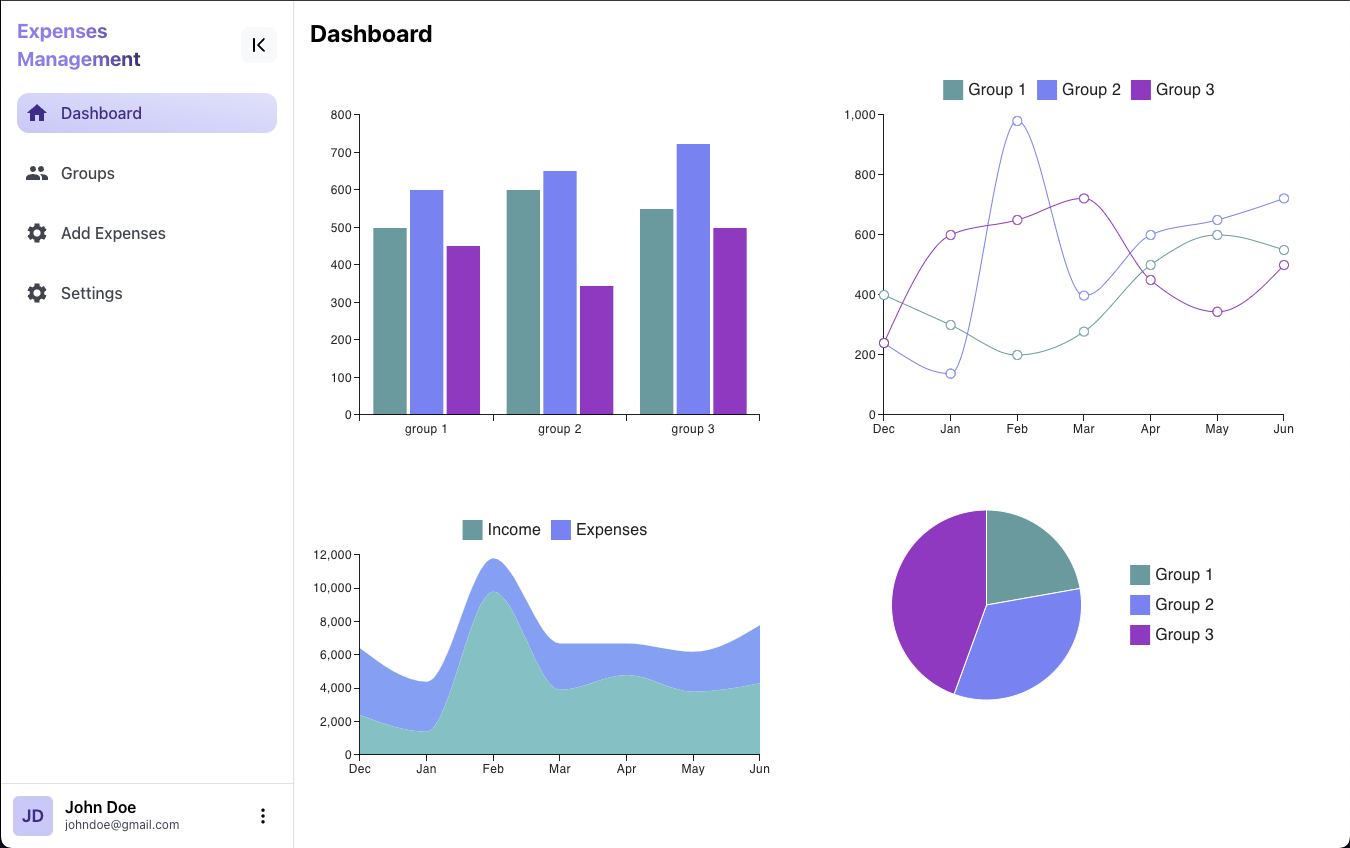 Expenses
Management
Dashboard
Groups
Add Expenses
Settings
JD
John Doe
johndoe@gmail.com
Dashboard
800
700
600
500
400
300
200
100
0
group 1 group 2 group 3
Group 1 Group 2 Group 3
1,000
800
600
400
200
0
Dec Jan Feb Mar Apr May Jun
Income Expenses
12,000
10,000
8,000
6,000
4,000
2,000
0
Dec Jan Feb Mar Apr May Jun
Group 1
Group 2
Group 3